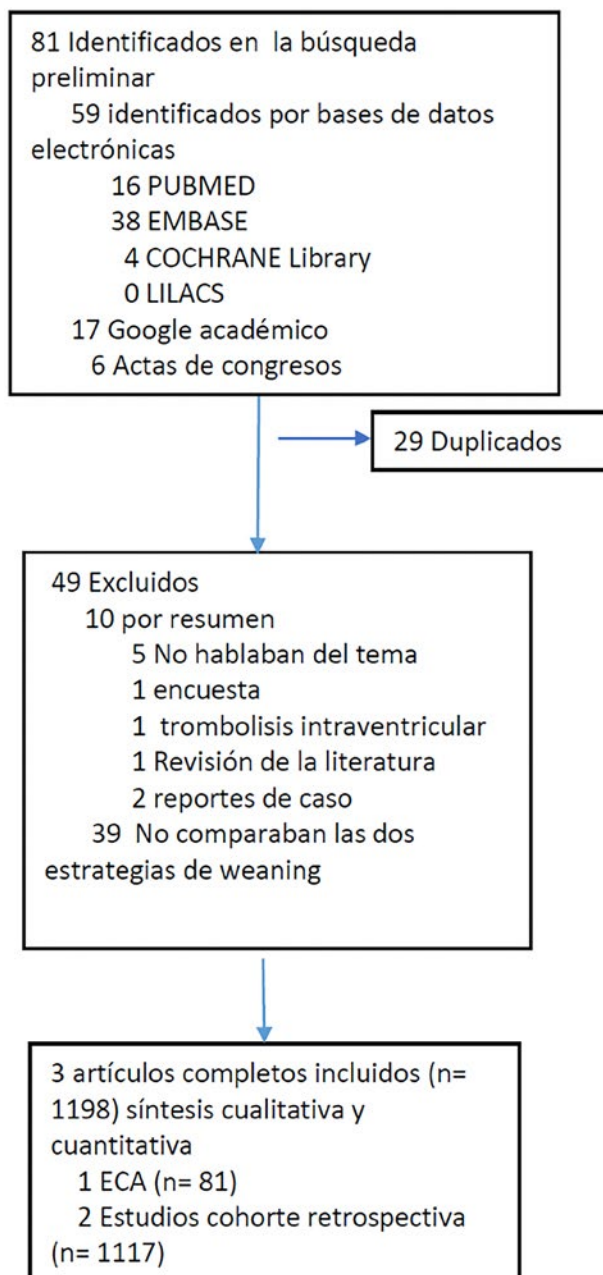 81 Identificados en la búsqueda
preliminar
59 identificados por bases de datos
electrónicas
16 PUBMED
38 EMBASE
4 COCHRANE Library
0 LILACS
17 Google académico
6 Actas de congresos
29 Duplicados
49 Excluidos
10 por resumen
5 No hablaban del tema
1 encuesta
1 trombolisis intraventricular
1 Revisión de la literatura
2 reportes de caso
39 No comparaban las dos
estrategias de weaning
3 artículos completos incluidos (n=
1198) síntesis cualitativa y
cuantitativa
1 ECA (n= 81)
2 Estudios cohorte retrospectiva
(n= 1117)